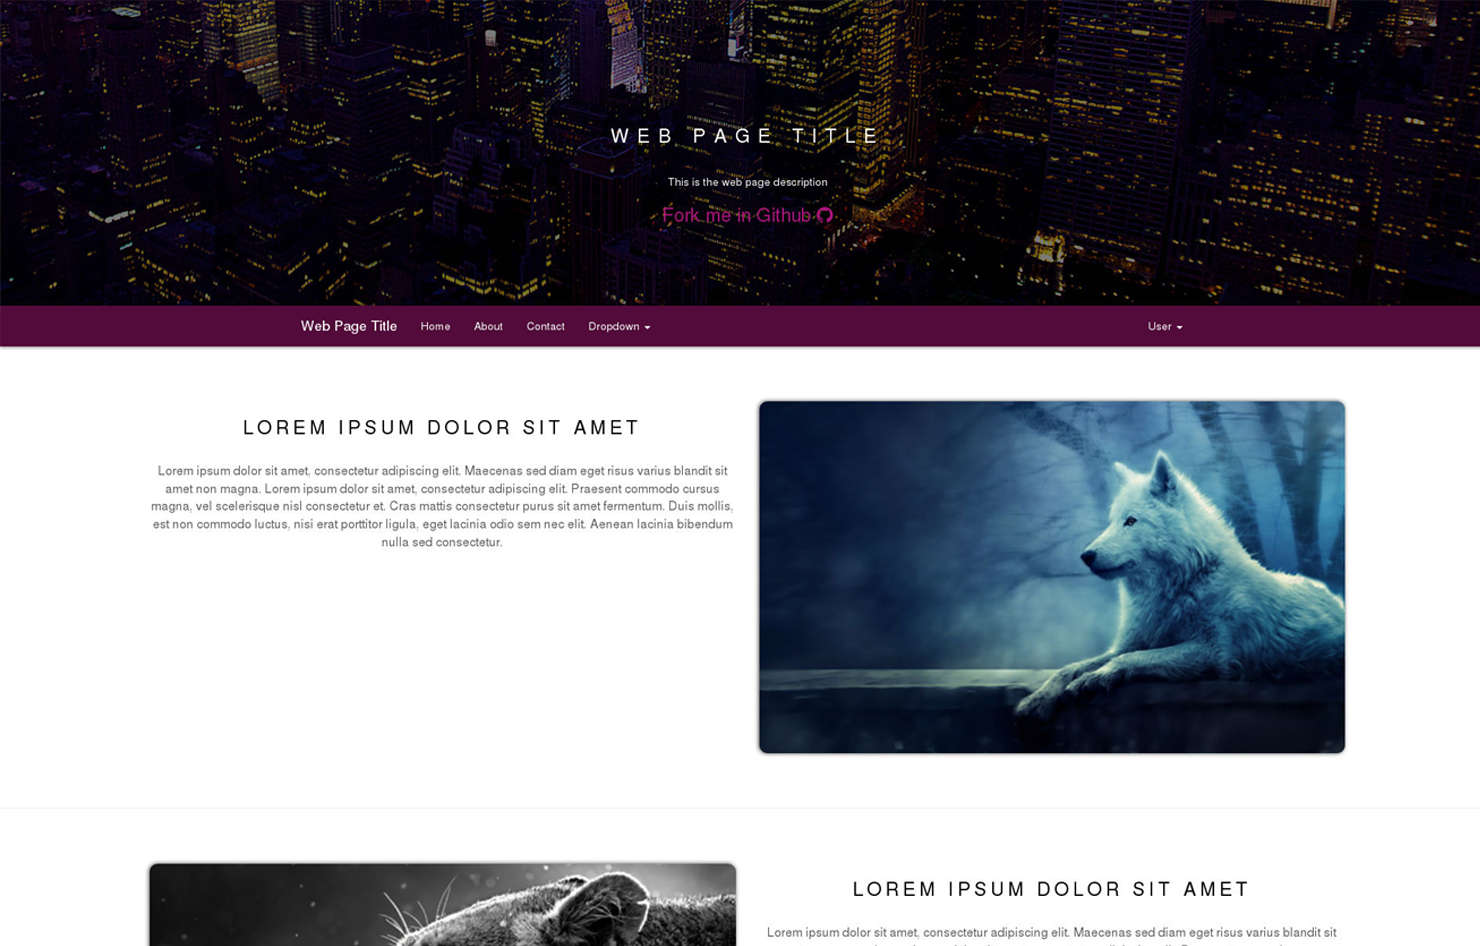 WEB PAGE TITLE
This is the web page description
Fork me in Github
Web Page Title Home About Contact Dropdown User
LOREM IPSUM DOLOR SIT AMET
Lorem ipsum dolor sit amet, consectetur adipiscing elit. Maecenas sed diam eget risus varius blandit sit
amet non magna. Lorem ipsum dolor sit amet, consectetur adipiscing elit. Praesent commodo cursus
magna, vel scelerisque nisl consectetur et. Cras mattis consectetur purus sit amet fermentum. Duis mollis,
est non commodo luctus, nisi erat porttitor ligula, eget lacinia odio sem nec elit. Aenean lacinia bibendum
nulla sed consectetur.
LOREM IPSUM DOLOR SIT AMET
Lorem ipsum dolor sit amet, consectetur adipiscing elit. Maecenas sed diam eget risus varius blandit sit